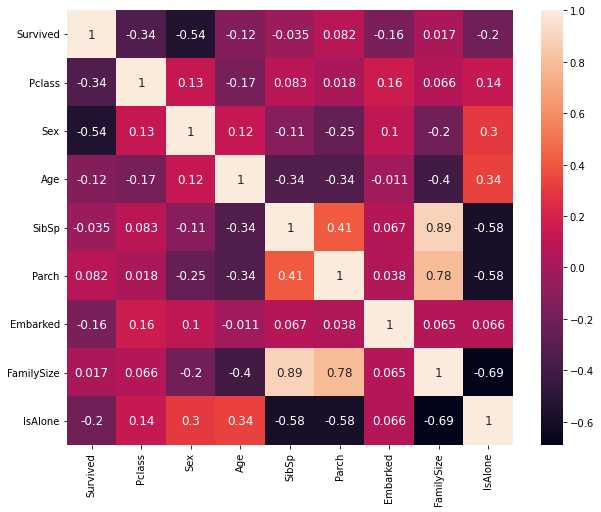 Survived 1 -0.34 -0.54 -0.12 -0.035 0.082 -0.16 0.017 -0.2
Pclass -0.34 1 0.13 -0.17 0.083 0.018 0.16 0.066 0.14
Sex -0.54 0.13 1 0.12 -0.11 -0.25 0.1 -0.2 0.3
Age -0.12 -0.17 0.12 1 -0.34 -0.34 -0.011 -0.4 0.34
SibSp -0.035 0.083 -0.11 -0.34 1 0.41 0.067 0.89 -0.58
Parch 0.082 0.018 -0.25 -0.34 0.41 1 0.038 0.78 -0.58
Embarked -0.16 0.16 0.1 -0.011 0.067 0.038 1 0.065 0.066
FamilySize 0.017 0.066 -0.2 -0.4 0.89 0.78 0.065 1 -0.69
IsAlone -0.2 0.14 0.3 0.34 -0.58 -0.58 0.066 -0.69 1
Survived Pclass Sex Age SibSp Parch Embarked FamilySize IsAlone
1.0
0.8
0.6
0.4
0.2
0.0
−0.2
−0.4
−0.6